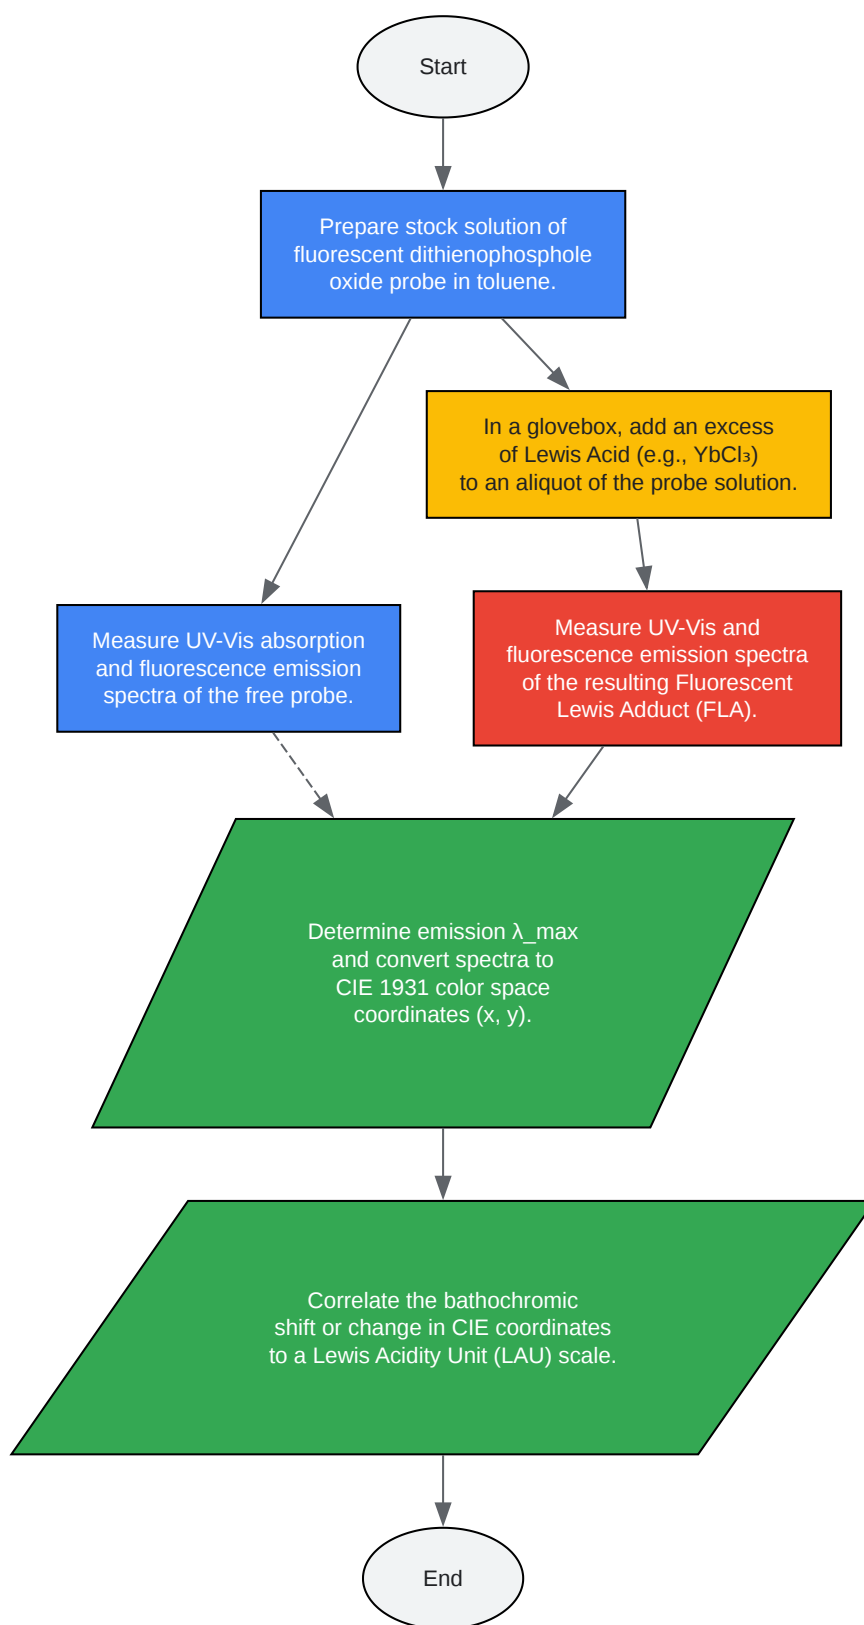 Start
Prepare stock solution of
fluorescent dithienophosphole
oxide probe in toluene.
In a glovebox, add an excess
of Lewis Acid (e.g., YbCl₃)
to an aliquot of the probe solution.
Measure UV-Vis absorption
and fluorescence emission
spectra of the free probe.
Measure UV-Vis and
fluorescence emission spectra
of the resulting Fluorescent
Lewis Adduct (FLA).
Determine emission λ_max
and convert spectra to
CIE 1931 color space
coordinates (x, y).
Correlate the bathochromic
shift or change in CIE coordinates
to a Lewis Acidity Unit (LAU) scale.
End